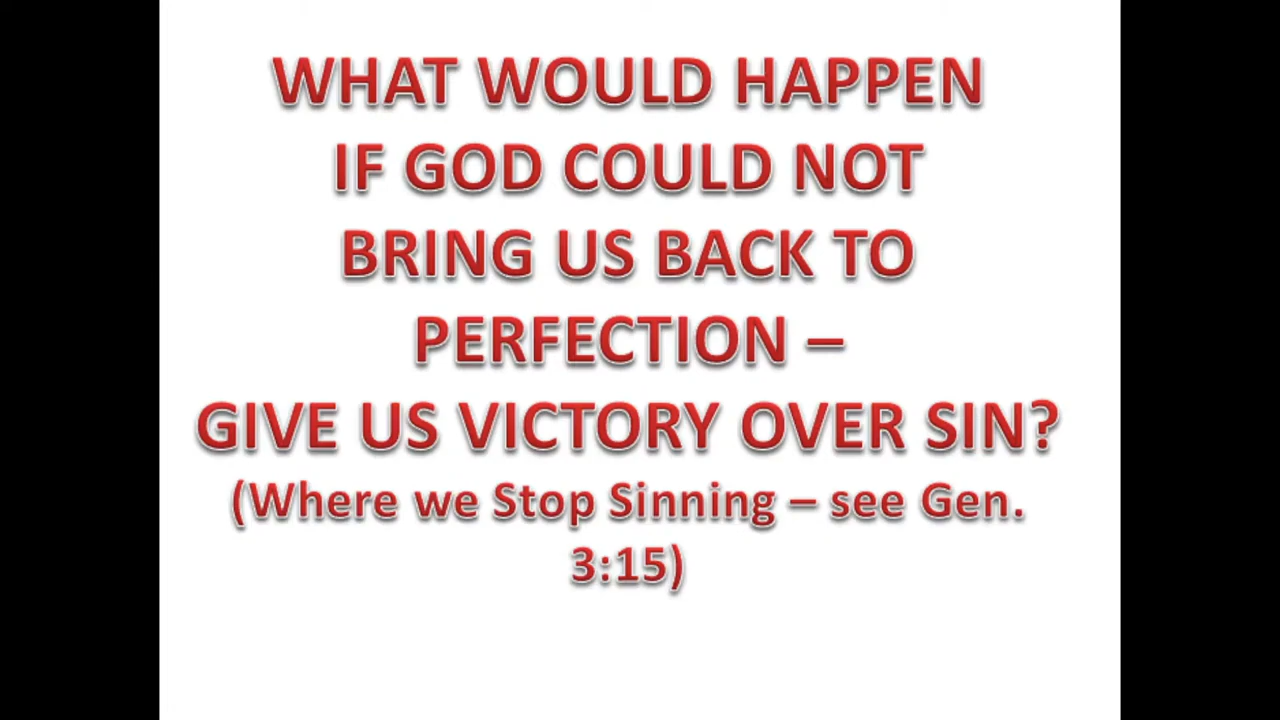 WHAT WOULD HAPPEN
IF GOD COULD NOT
BRING US BACK TO
PERFECTION –
GIVE US VICTORY OVER SIN?
(Where we Stop Sinning – see Gen.
3:15)